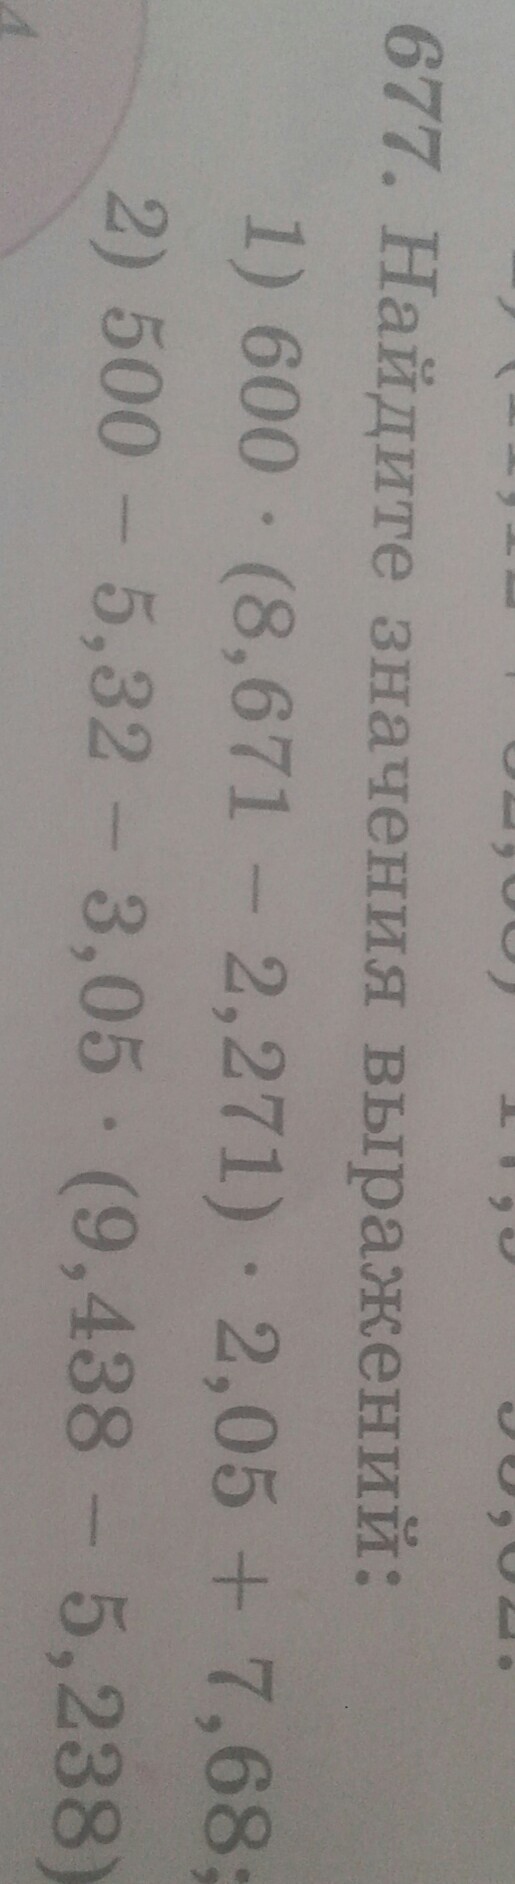 677. Найдите значения выражений:
1) 600 · (8,671 – 2,271) · 2,05 + 7,68;
2) 500 – 5,32 – 3,05 · (9,438 – 5,238)